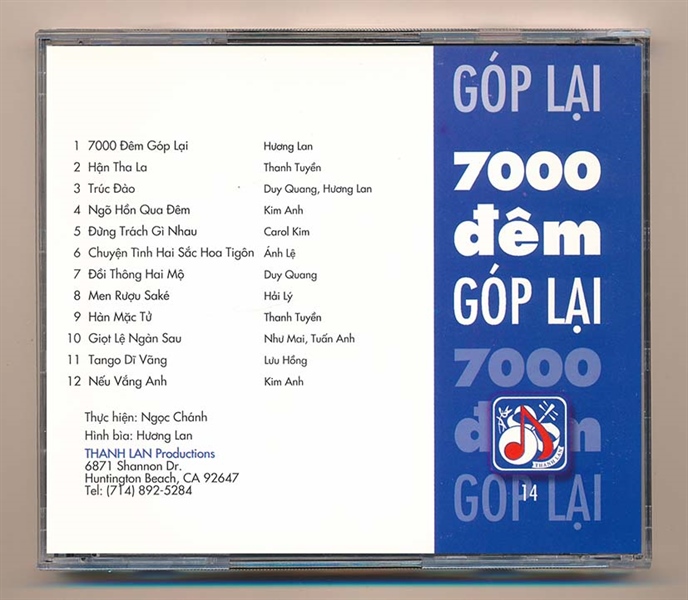 1 7000 Đêm Góp Lại Hương Lan
2 Hận Tha La Thanh Tuyền
3 Trúc Đào Duy Quang, Hương Lan
4 Ngõ Hồn Qua Đêm Kim Anh
5 Đừng Trách Gì Nhau Carol Kim
6 Chuyện Tình Hai Sắc Hoa Tigôn Ánh Lệ
7 Đồi Thông Hai Mộ Duy Quang
8 Men Rượu Saké Hải Lý
9 Hàn Mặc Tử Thanh Tuyền
10 Giọt Lệ Ngàn Sau Như Mai, Tuấn Anh
11 Tango Dĩ Vãng Lưu Hồng
12 Nếu Vắng Anh Kim Anh
Thực hiện: Ngọc Chánh
Hình bìa: Hương Lan
THANH LAN Productions
6871 Shannon Dr.
Huntington Beach, CA 92647
Tel: (714) 892-5284
GÓP LẠI
7000
đêm
GÓP LẠI
7000
đêm
THANH LAN
14
GÓP LẠI